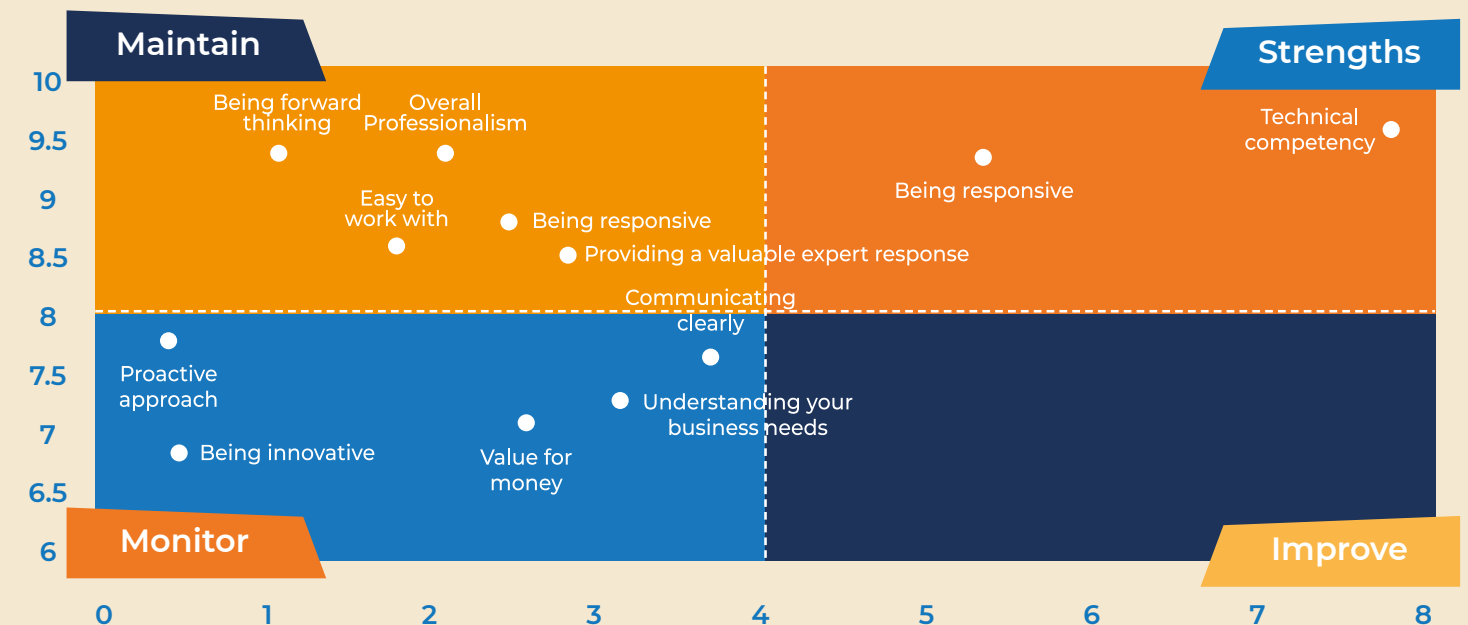 Maintain
Strengths
10
9.5
9
8.5
8
7.5
7
6.5
6
Being forward
thinking
Overall
Professionalism
Technical
competency
Being responsive
Easy to
work with
Being responsive
Providing a valuable expert response
Communicating
clearly
Proactive
approach
Understanding your
business needs
Being innovative
Value for
money
Monitor
Improve
0 1 2 3 4 5 6 7 8